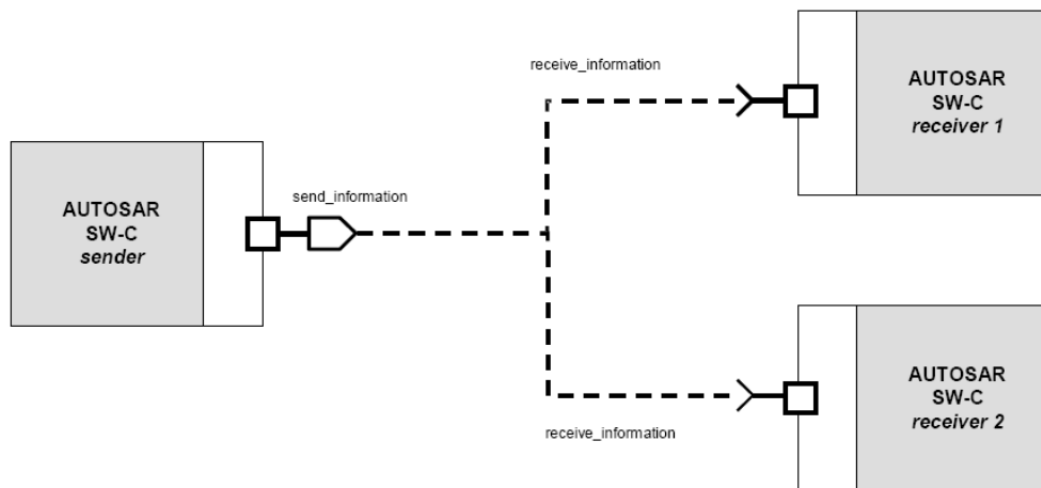 receive_information
AUTOSAR
SW-C
receiver 1
send_information
AUTOSAR
SW-C
sender
AUTOSAR
SW-C
receiver 2
receive_information